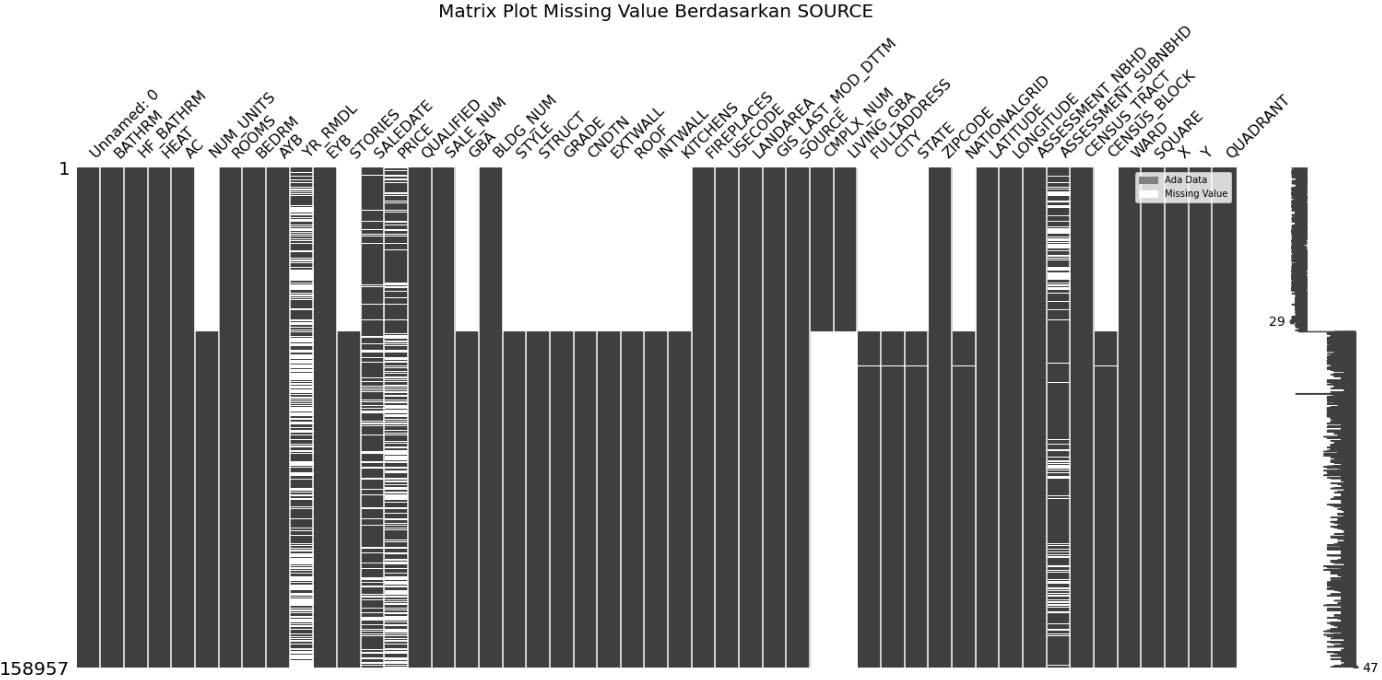 Matrix Plot Missing Value Berdasarkan SOURCE
Unnamed: 0
BATHRM
HF_BATHRM
HEAT
AC
NUM_UNITS
ROOMS
BEDRM
AYB
YR_RMDL
EYB
STORIES
SALEDATE
PRICE
QUALIFIED
SALE_NUM
GBA
BLDG_NUM
STYLE
STRUCT
GRADE
CNDTN
EXTWALL
ROOF
INTWALL
KITCHENS
FIREPLACES
USECODE
LANDAREA
GIS_LAST_MOD_DTTM
SOURCE
CMPLX_NUM
LIVING_GBA
FULLADDRESS
CITY
STATE
ZIPCODE
NATIONALGRID
LATITUDE
LONGITUDE
ASSESSMENT_NBHD
ASSESSMENT_SUBNBHD
CENSUS_TRACT
CENSUS_BLOCK
WARD
SQUARE
X
Y
QUADRANT
1
Ada Data
Missing Value
29
158957
47